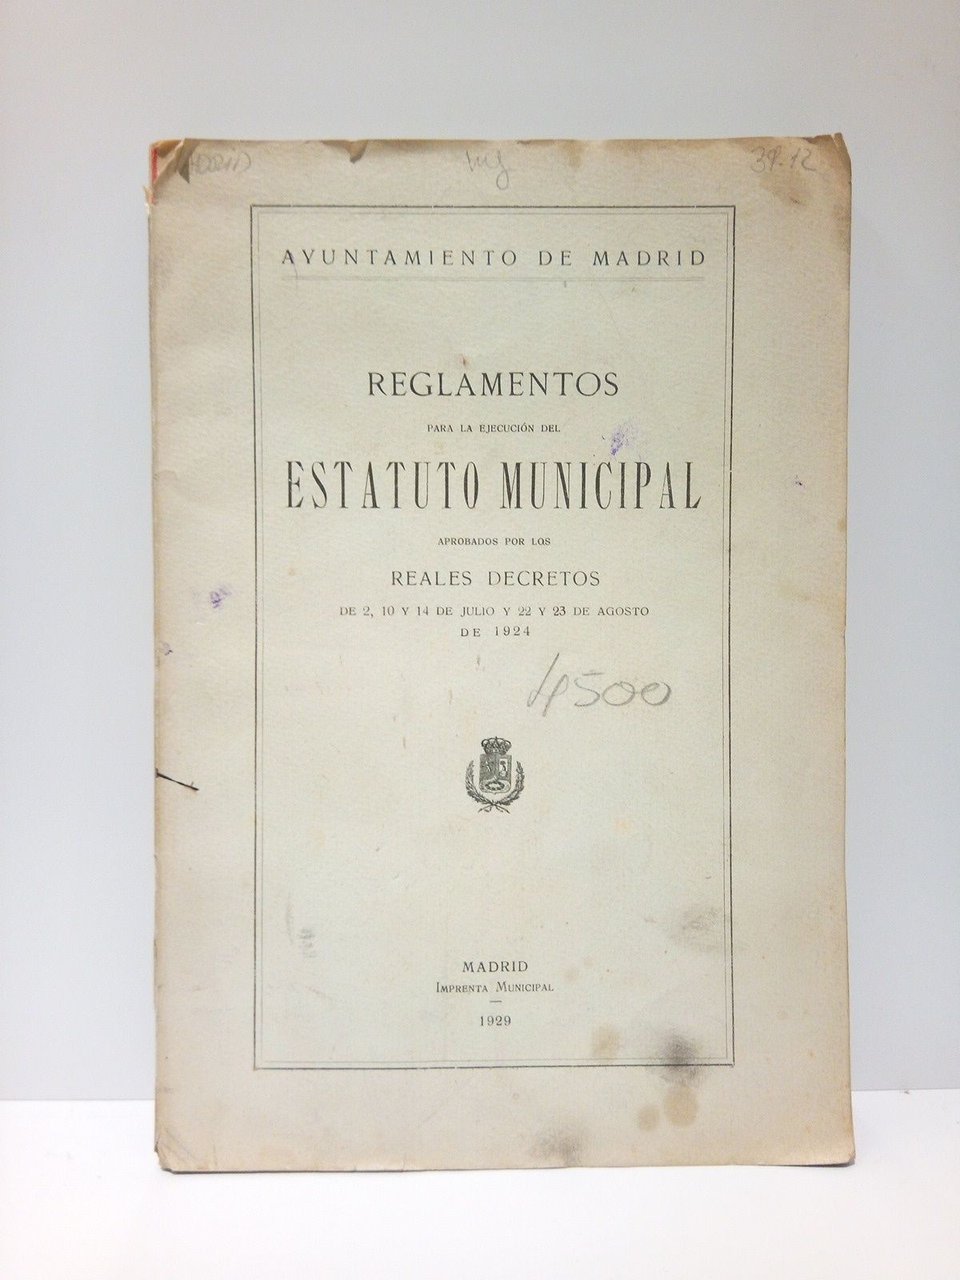 AYUNTAMIENTO DE MADRID
REGLAMENTOS
PARA LA EJECUCIÓN DEL
ESTATUTO MUNICIPAL
APROBADOS POR LOS
REALES DECRETOS
DE 2, 10 Y 14 DE JULIO Y 22 Y 23 DE AGOSTO
DE 1924
4500
MADRID
IMPRENTA MUNICIPAL
1929